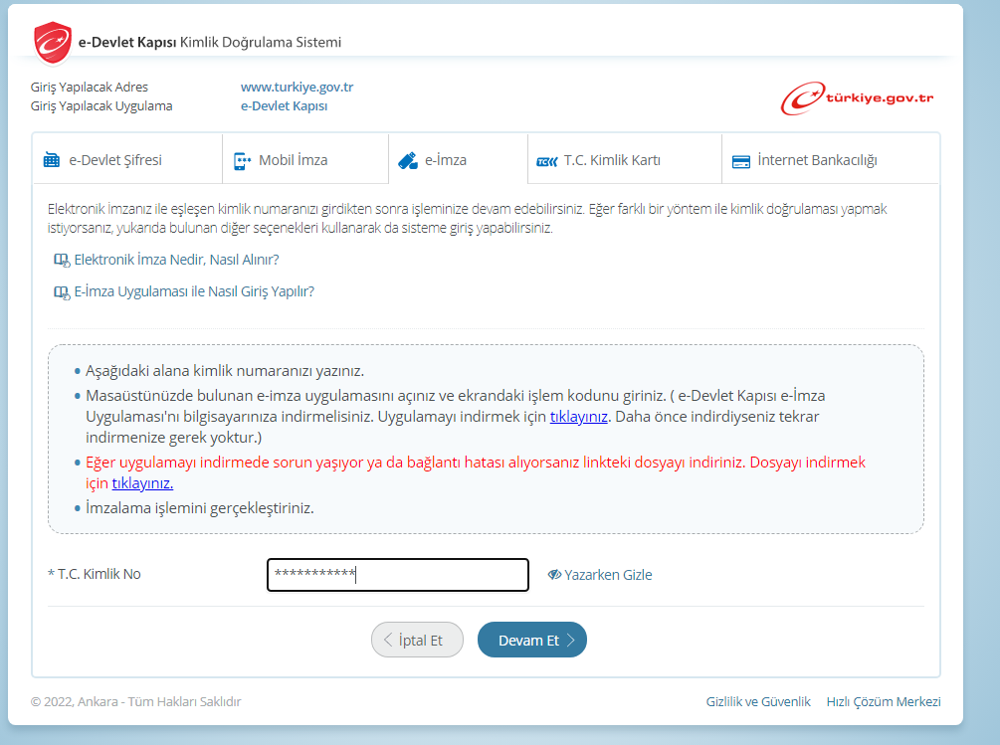 e-Devlet Kapısı Kimlik Doğrulama Sistemi
Giriş Yapılacak Adres www.turkiye.gov.tr
Giriş Yapılacak Uygulama e-Devlet Kapısı
türkiye.gov.tr
e-Devlet Şifresi Mobil İmza e-İmza T.C. Kimlik Kartı İnternet Bankacılığı
Elektronik İmzanız ile eşleşen kimlik numaranızı girdikten sonra işleminize devam edebilirsiniz. Eğer farklı bir yöntem ile kimlik doğrulaması yapmak
istiyorsanız, yukarıda bulunan diğer seçenekleri kullanarak da sisteme giriş yapabilirsiniz.
Elektronik İmza Nedir, Nasıl Alınır?
E-İmza Uygulaması ile Nasıl Giriş Yapılır?
• Aşağıdaki alana kimlik numaranızı yazınız.
• Masaüstünüzde bulunan e-imza uygulamasını açınız ve ekrandaki işlem kodunu giriniz. ( e-Devlet Kapısı e-İmza
Uygulaması'nı bilgisayarınıza indirmelisiniz. Uygulamayı indirmek için tıklayınız. Daha önce indirdiyseniz tekrar
indirmenize gerek yoktur.)
• Eğer uygulamayı indirmede sorun yaşıyor ya da bağlantı hatası alıyorsanız linkteki dosyayı indiriniz. Dosyayı indirmek
için tıklayınız.
• İmzalama işlemini gerçekleştiriniz.
* T.C. Kimlik No *********** Yazarken Gizle
İptal Et Devam Et
© 2022, Ankara - Tüm Hakları Saklıdır Gizlilik ve Güvenlik Hızlı Çözüm Merkezi